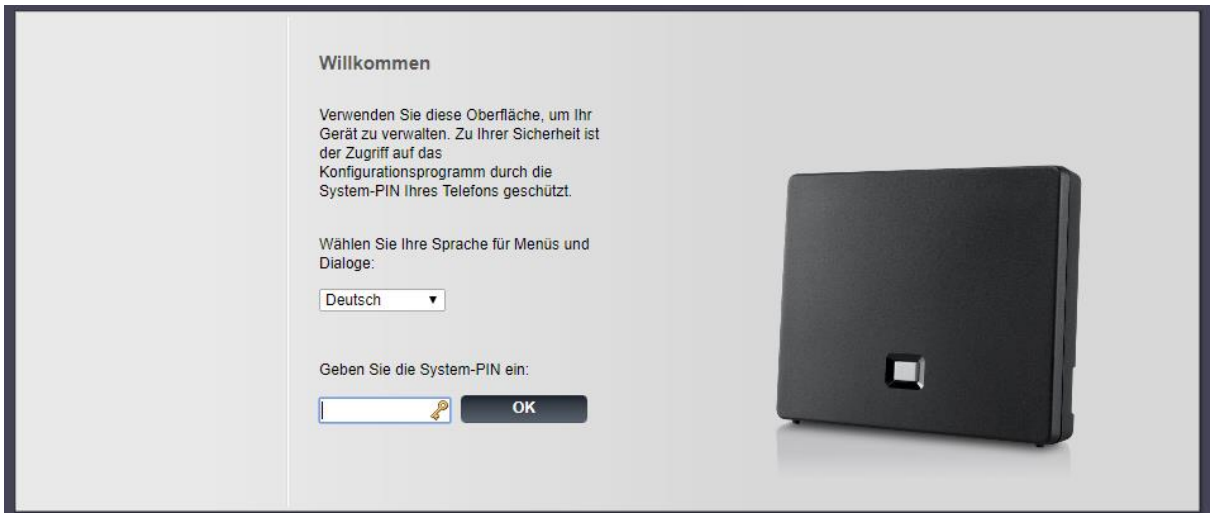 Willkommen
Verwenden Sie diese Oberfläche, um Ihr
Gerät zu verwalten. Zu Ihrer Sicherheit ist
der Zugriff auf das
Konfigurationsprogramm durch die
System-PIN Ihres Telefons geschützt.
Wählen Sie Ihre Sprache für Menüs und
Dialoge:
Deutsch
Geben Sie die System-PIN ein:
OK